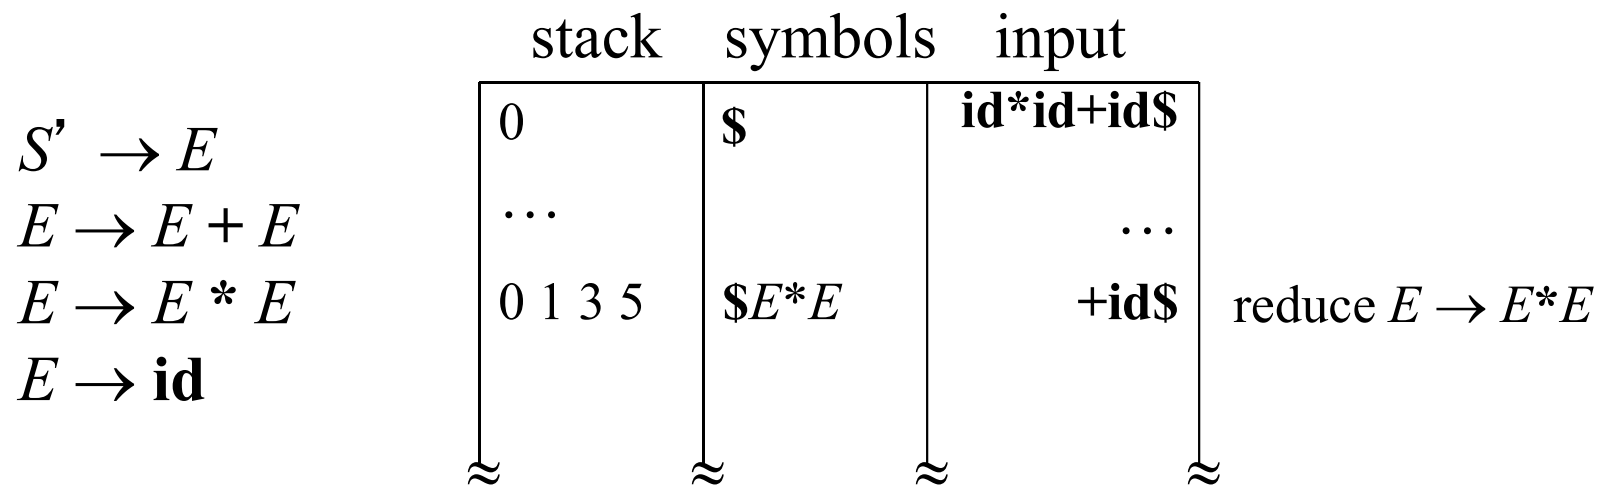 stack symbols input
0 $ id*id+id$
S’ → E
… …
E → E + E
E → E * E
0 1 3 5 $E*E +id$ reduce E → E*E
E → id
≈ ≈ ≈ ≈